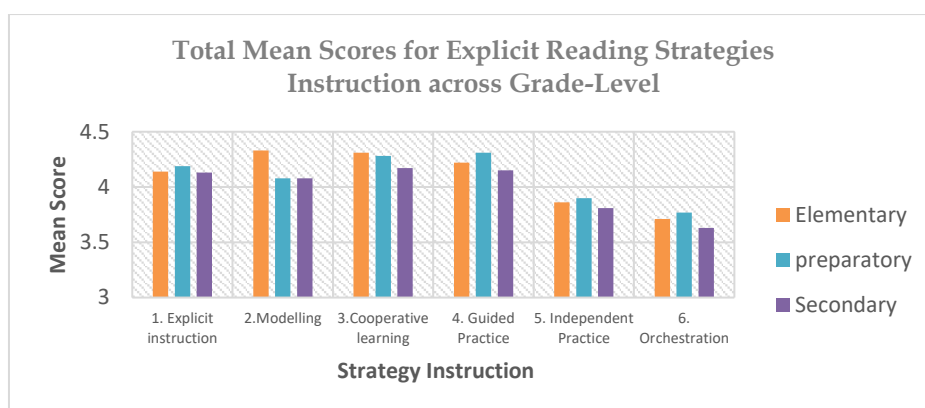 Total Mean Scores for Explicit Reading Strategies
Instruction across Grade-Level
Mean Score
4.5
4
3.5
3
1. Explicit
instruction
2.Modelling
3.Cooperative
learning
4. Guided
Practice
5. Independent
Practice
6.
Orchestration
Strategy Instruction
Elementary
preparatory
Secondary